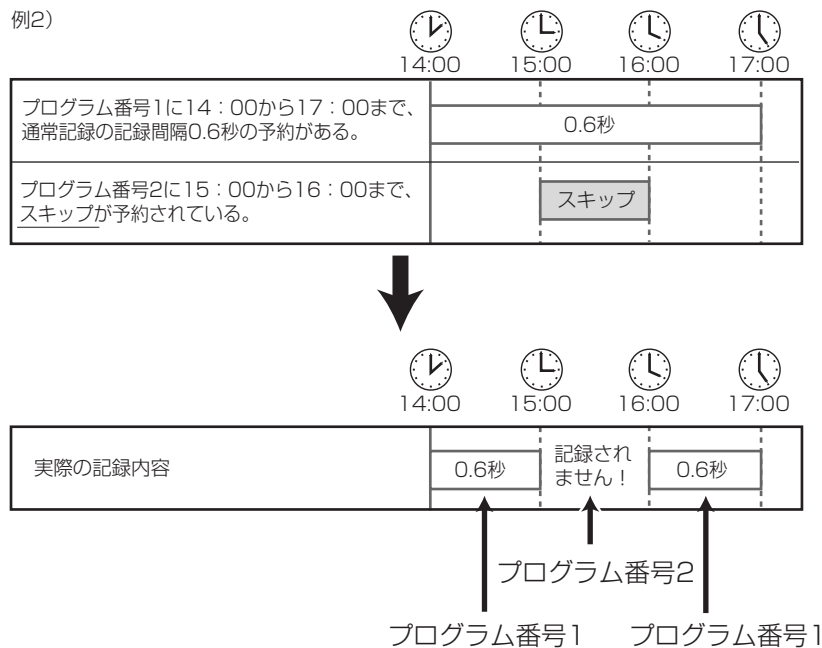 例2）
14:00 15:00 16:00 17:00
プログラム番号1に14：00から17：00まで、
通常記録の記録間隔0.6秒の予約がある。
0.6秒
プログラム番号2に15：00から16：00まで、
スキップが予約されている。
スキップ
14:00 15:00 16:00 17:00
実際の記録内容
0.6秒
記録され
ません！
0.6秒
プログラム番号2
プログラム番号1 プログラム番号1